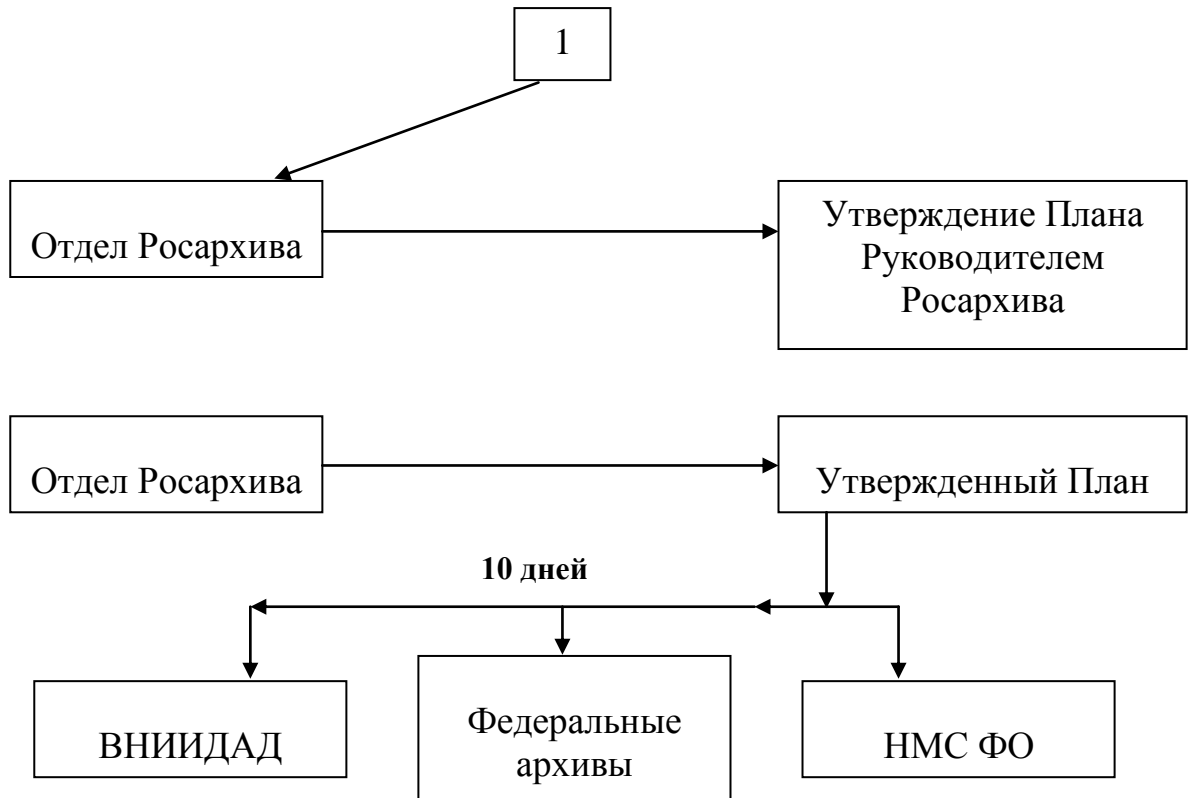 1
Отдел Росархива
Утверждение Плана
Руководителем
Росархива
Отдел Росархива
Утвержденный План
10 дней
ВНИИДАД
Федеральные
архивы
НМС ФО